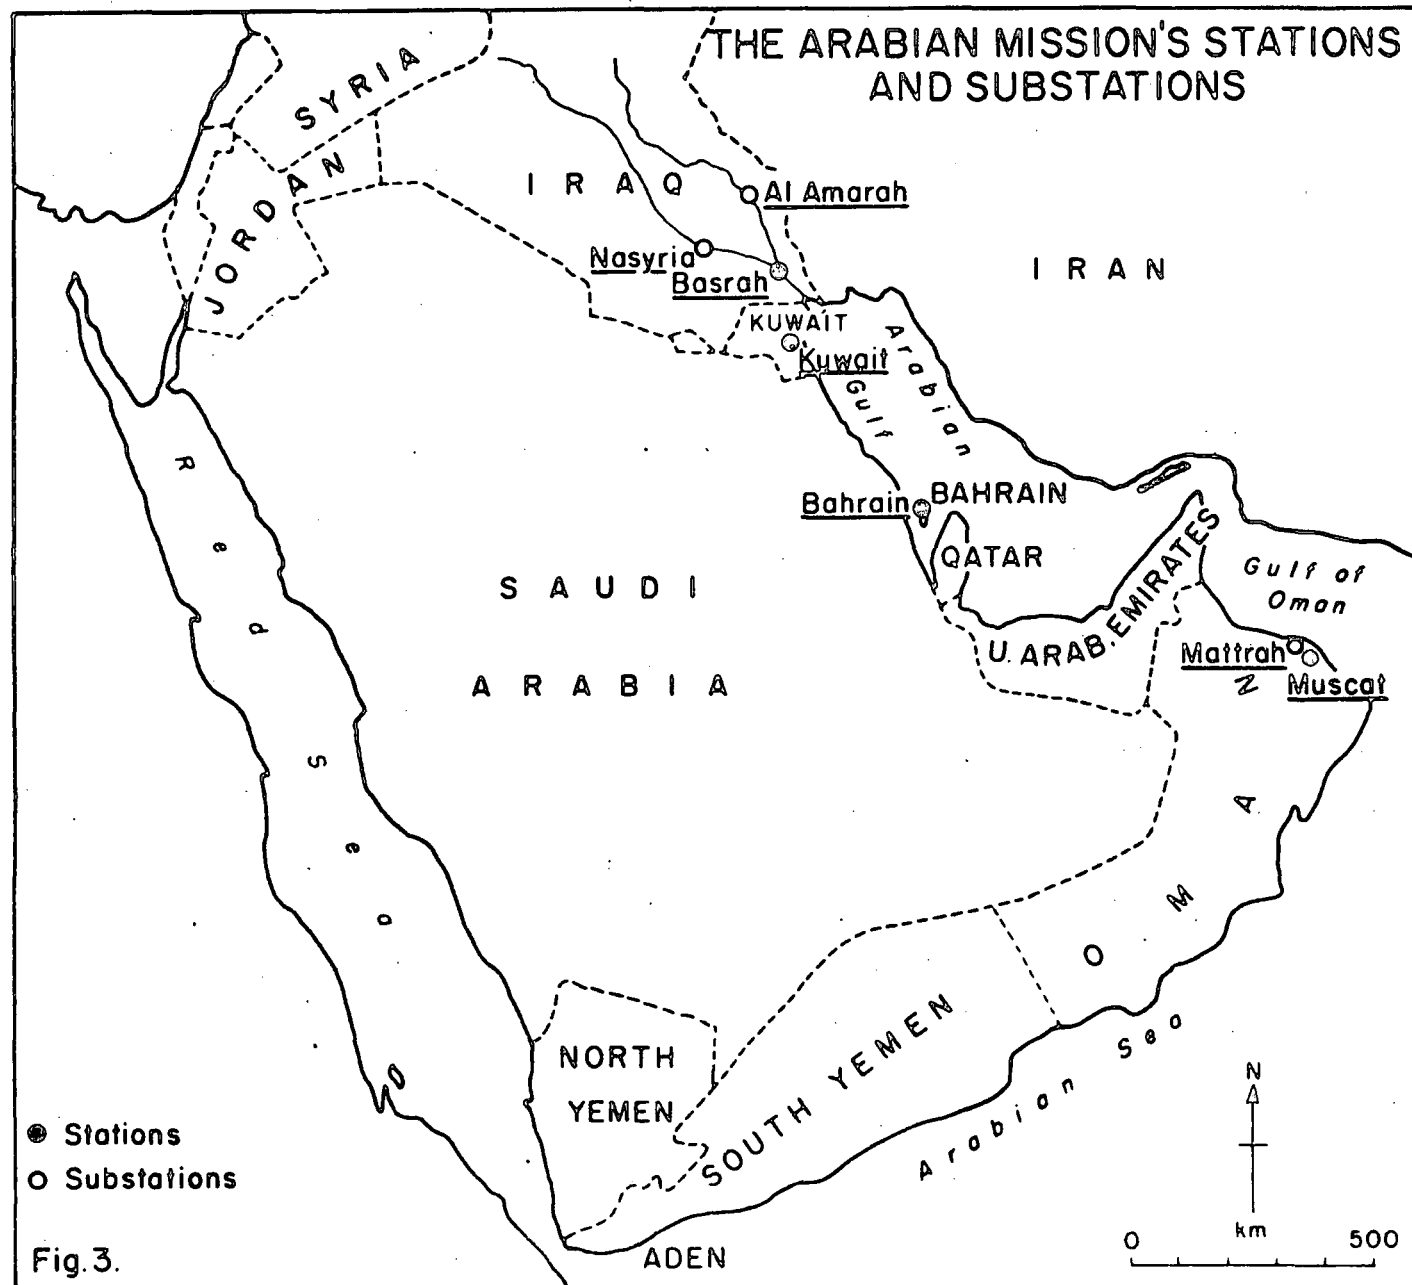 THE ARABIAN MISSION'S STATIONS
AND SUBSTATIONS
SYRIA
JORDAN
IRAQ
Al Amarah
Nasyria
Basrah
IRAN
KUWAIT
Kuwait
Arabian
Gulf
Bahrain
BAHRAIN
QATAR
U. ARAB. EMIRATES
Gulf of
Oman
Mattrah
Muscat
SAUDI
ARABIA
Red Sea
OMAN
NORTH
YEMEN
SOUTH YEMEN
Arabian Sea
ADEN
Stations
Substations
Fig. 3.
N
km
0 500